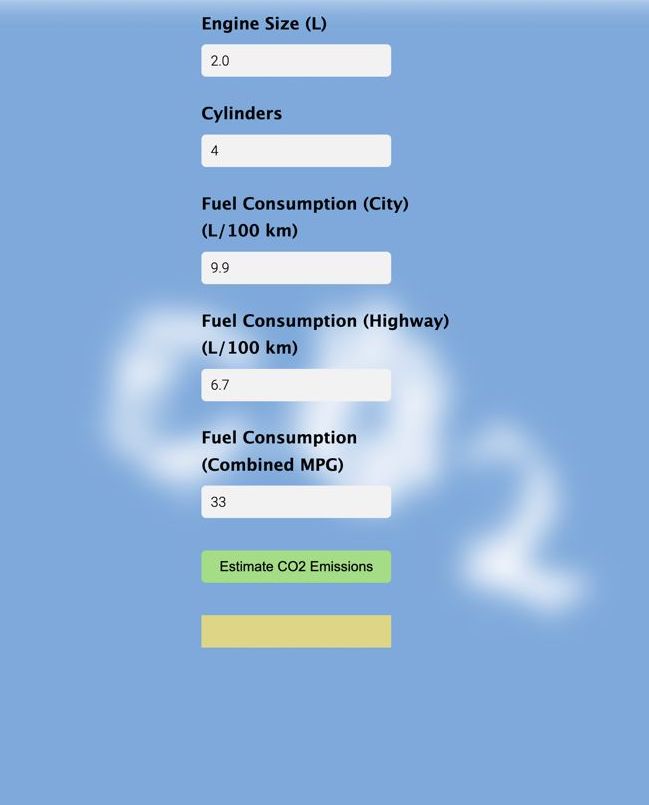 Engine Size (L)
2.0
Cylinders
4
Fuel Consumption (City)
(L/100 km)
9.9
Fuel Consumption (Highway)
(L/100 km)
6.7
Fuel Consumption
(Combined MPG)
33
Estimate CO2 Emissions
CO2